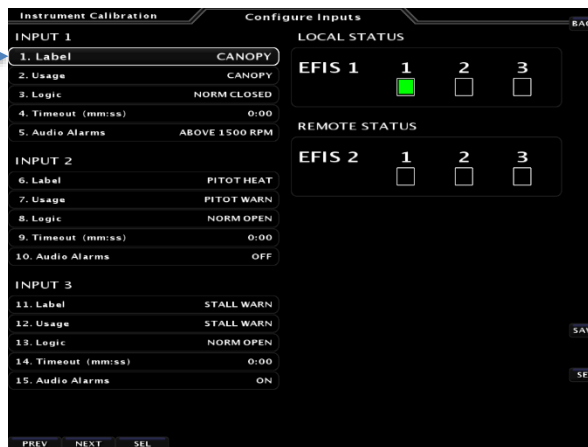 Instrument Calibration
Configure Inputs
INPUT 1
1. Label CANOPY
2. Usage CANOPY
3. Logic NORM CLOSED
4. Timeout (mm:ss) 0:00
5. Audio Alarms ABOVE 1500 RPM
INPUT 2
6. Label PITOT HEAT
7. Usage PITOT WARN
8. Logic NORM OPEN
9. Timeout (mm:ss) 0:00
10. Audio Alarms OFF
INPUT 3
11. Label STALL WARN
12. Usage STALL WARN
13. Logic NORM OPEN
14. Timeout (mm:ss) 0:00
15. Audio Alarms ON
LOCAL STATUS
EFIS 1 1 2 3
REMOTE STATUS
EFIS 2 1 2 3
PREV NEXT SEL